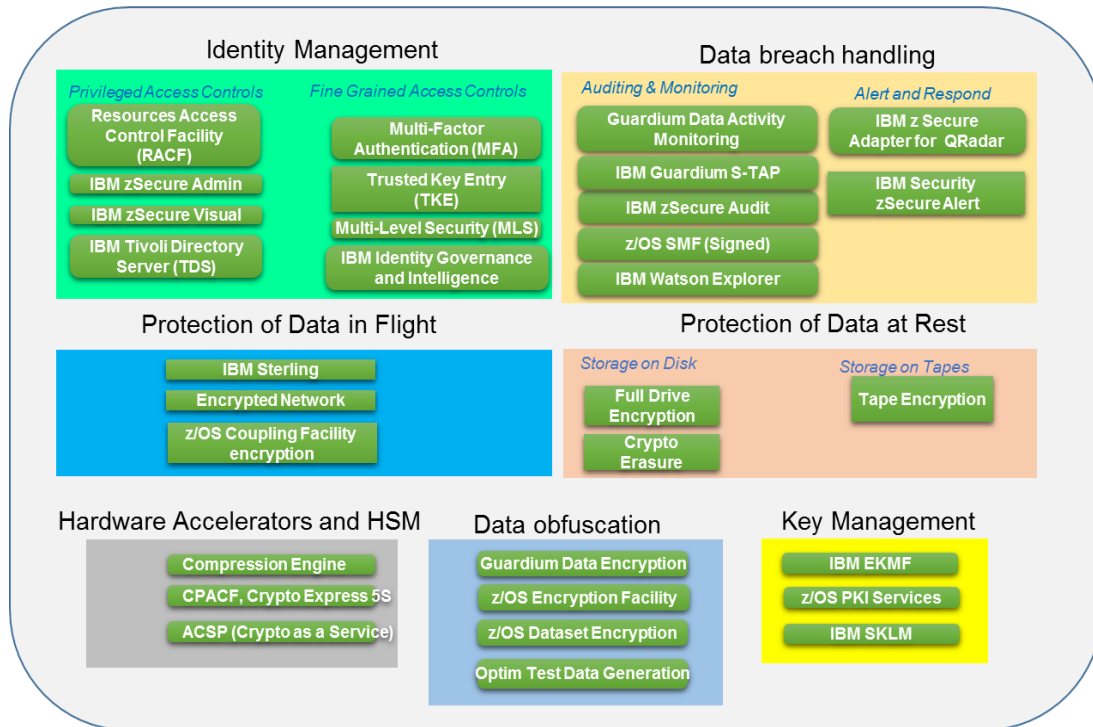 Identity Management
Privileged Access Controls
Resources Access
Control Facility
(RACF)
IBM zSecure Admin
IBM zSecure Visual
IBM Tivoli Directory
Server (TDS)
Fine Grained Access Controls
Multi-Factor
Authentication (MFA)
Trusted Key Entry
(TKE)
Multi-Level Security (MLS)
IBM Identity Governance
and Intelligence
Data breach handling
Auditing & Monitoring
Guardium Data Activity
Monitoring
IBM Guardium S-TAP
IBM zSecure Audit
z/OS SMF (Signed)
IBM Watson Explorer
Alert and Respond
IBM z Secure
Adapter for QRadar
IBM Security
zSecure Alert
Protection of Data in Flight
IBM Sterling
Encrypted Network
z/OS Coupling Facility
encryption
Protection of Data at Rest
Storage on Disk
Full Drive
Encryption
Crypto
Erasure
Storage on Tapes
Tape Encryption
Hardware Accelerators and HSM
Compression Engine
CPACF, Crypto Express 5S
ACSP (Crypto as a Service)
Data obfuscation
Guardium Data Encryption
z/OS Encryption Facility
z/OS Dataset Encryption
Optim Test Data Generation
Key Management
IBM EKMF
z/OS PKI Services
IBM SKLM